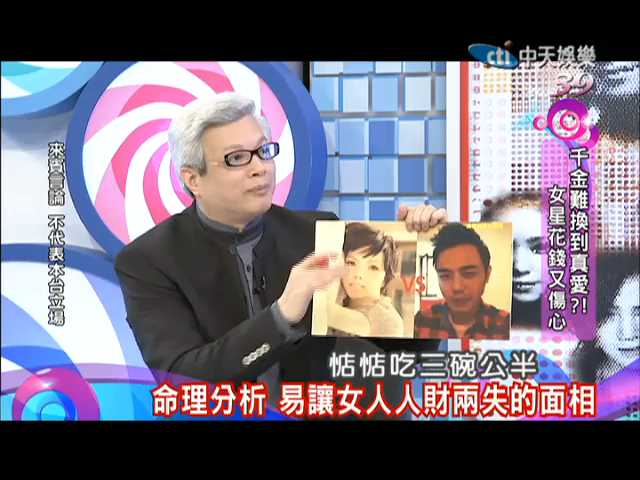 cti 中天娛樂
39
千金難換到真愛?!
女星花錢又傷心
來賓言論 不代表本台立場
VS
惦惦吃三碗公半
命理分析 易讓女人人財兩失的面相